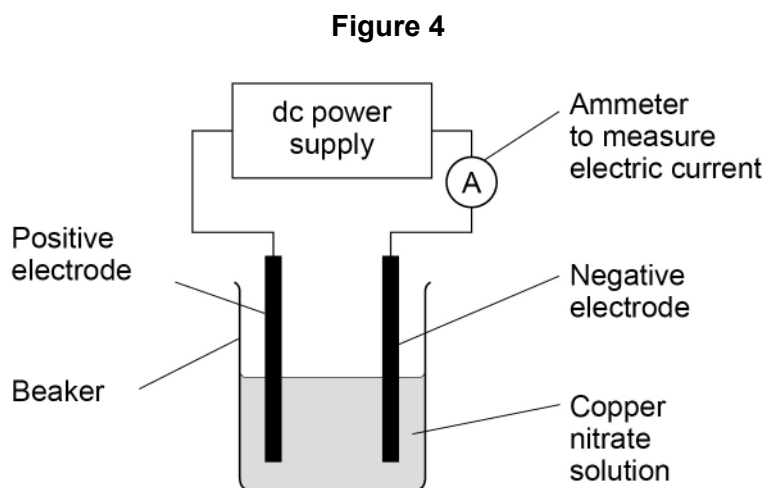 Figure 4
dc power
supply
Ammeter
to measure
electric current
A
Positive
electrode
Negative
electrode
Beaker
Copper
nitrate
solution